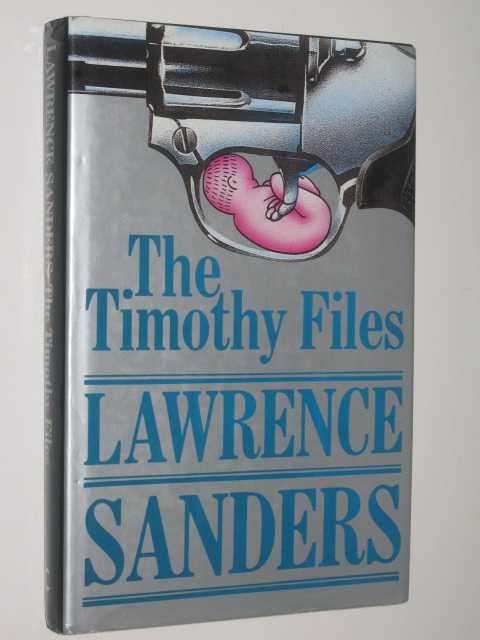 The
Timothy Files
LAWRENCE
SANDERS
LAWRENCE SANDERS The Timothy Files